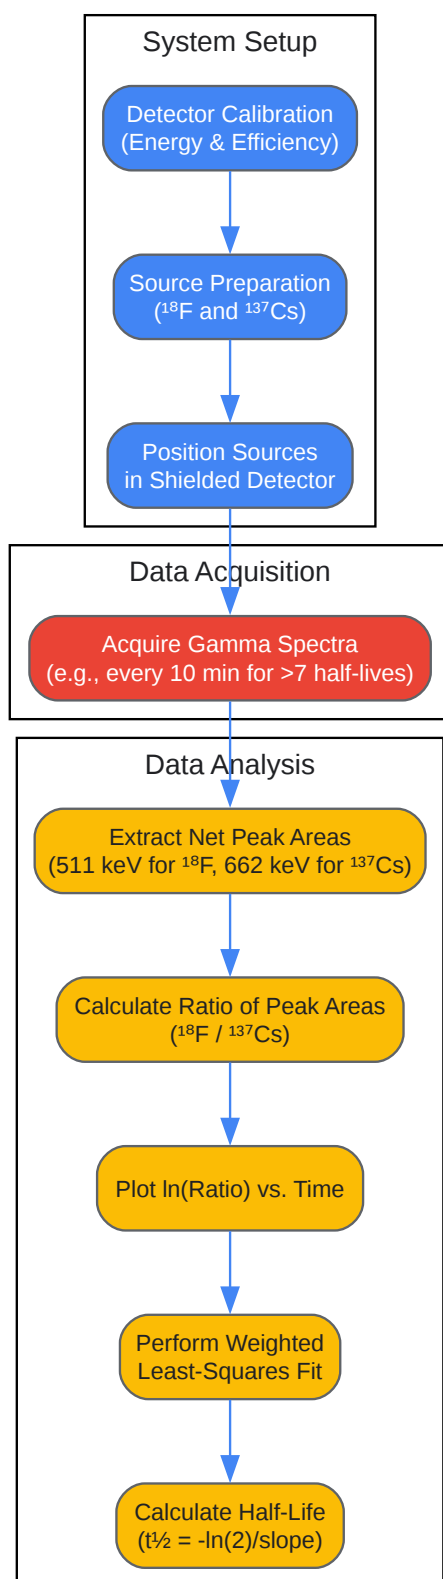 System Setup
Detector Calibration
(Energy & Efficiency)
Source Preparation
(¹⁸F and ¹³⁷Cs)
Position Sources
in Shielded Detector
Data Acquisition
Acquire Gamma Spectra
(e.g., every 10 min for >7 half-lives)
Data Analysis
Extract Net Peak Areas
(511 keV for ¹⁸F, 662 keV for ¹³⁷Cs)
Calculate Ratio of Peak Areas
(¹⁸F / ¹³⁷Cs)
Plot ln(Ratio) vs. Time
Perform Weighted
Least-Squares Fit
Calculate Half-Life
(t½ = -ln(2)/slope)